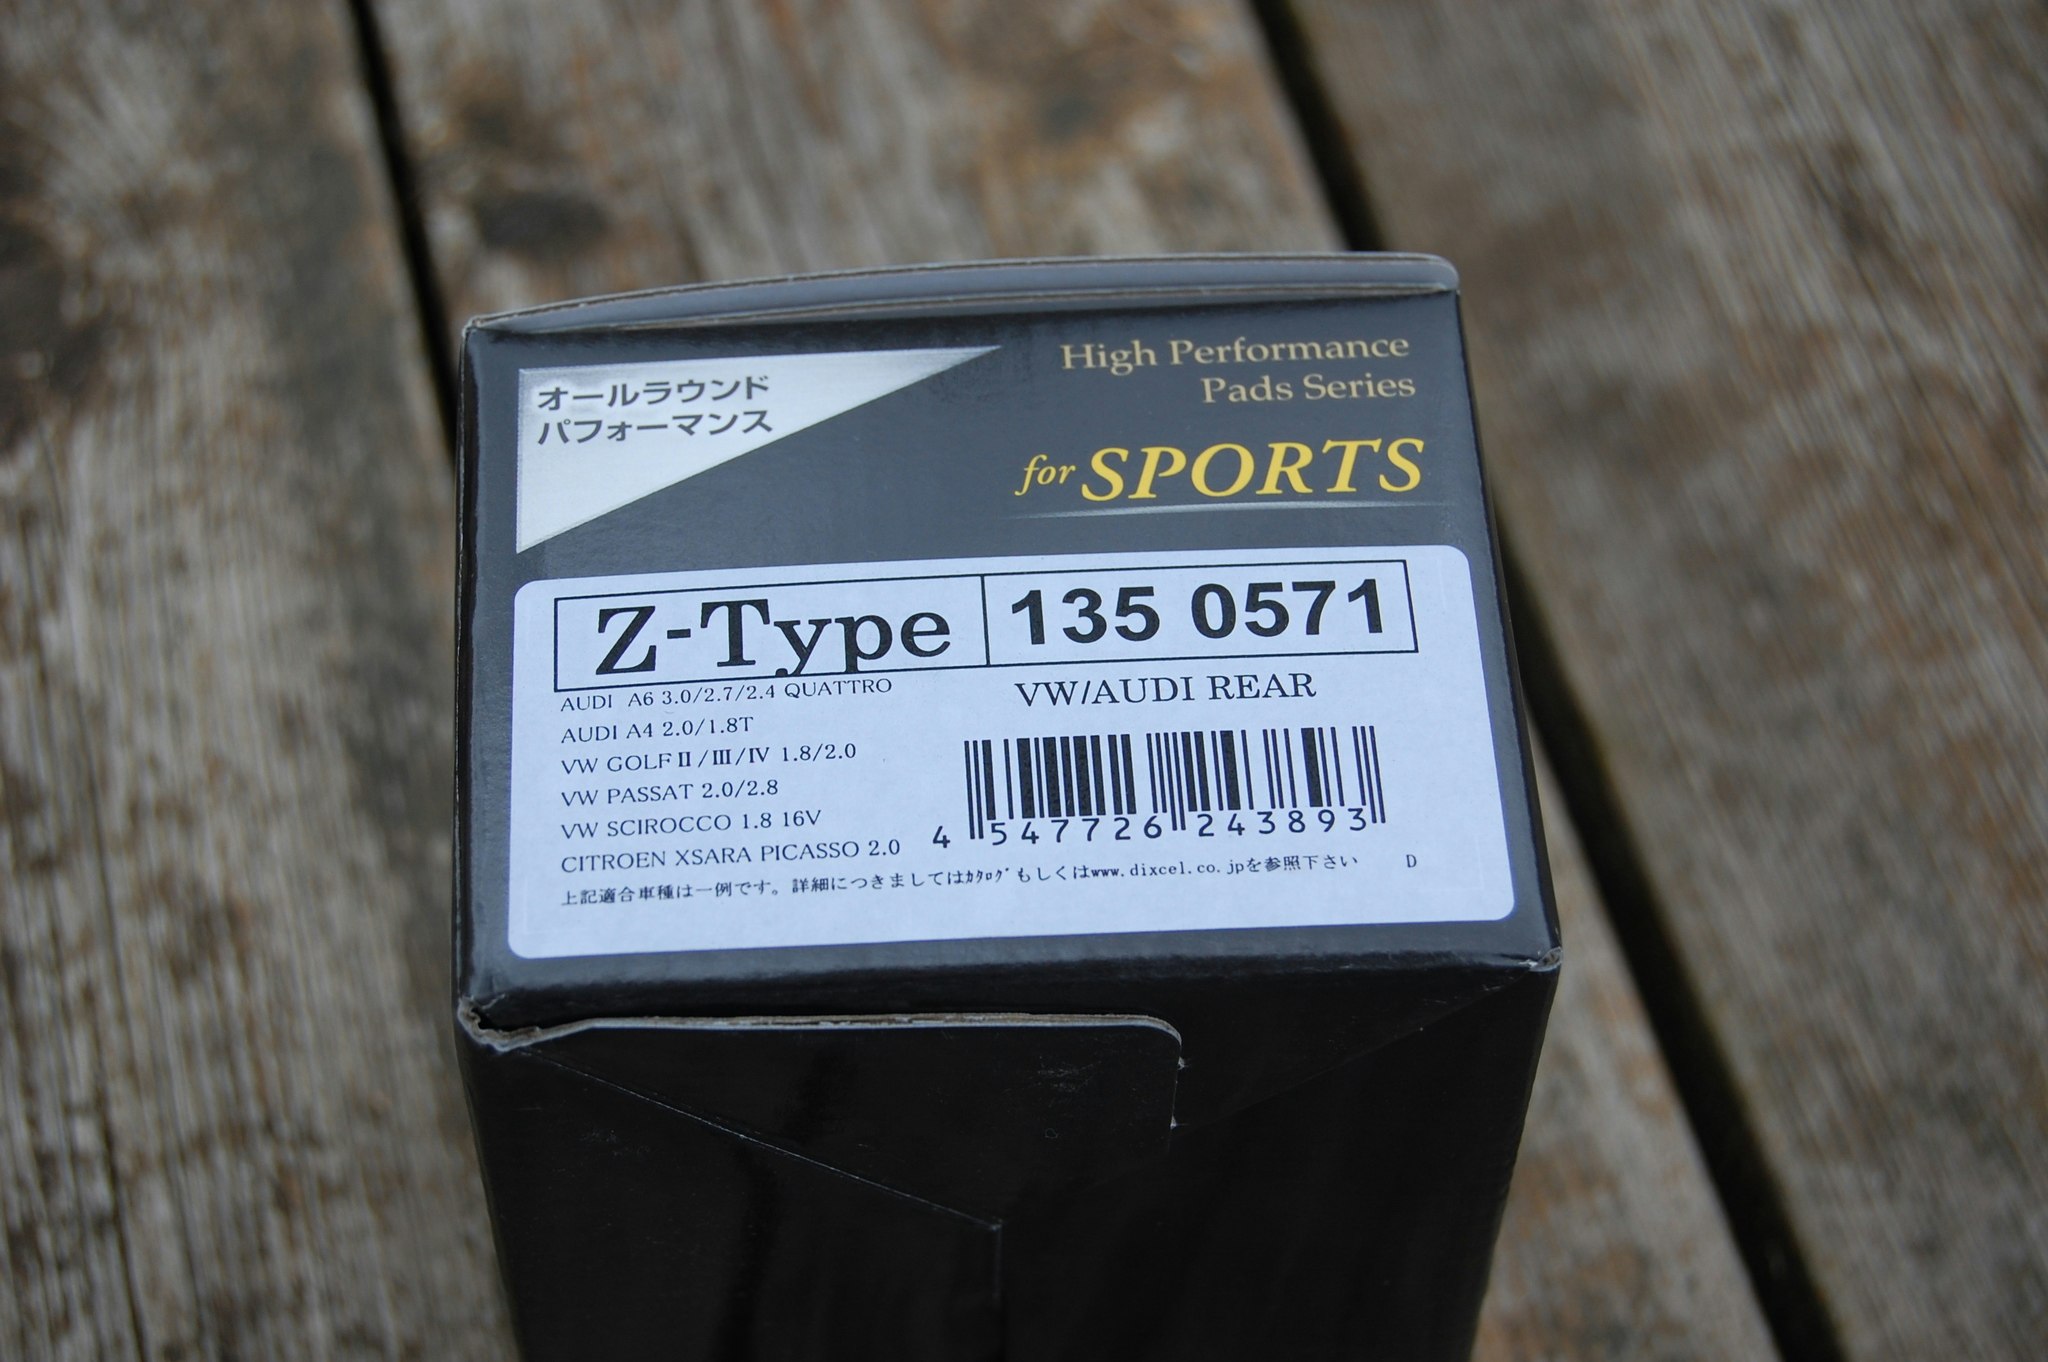 オールラウンド
パフォーマンス
High Performance
Pads Series
for SPORTS
Z-Type
135 0571
AUDI A6 3.0/2.7/2.4 QUATTRO
AUDI A4 2.0/1.8T
VW GOLFⅡ/Ⅲ/Ⅳ 1.8/2.0
VW PASSAT 2.0/2.8
VW SCIROCCO 1.8 16V
CITROEN XSARA PICASSO 2.0
VW/AUDI REAR
4 547726 243893
上記適合車種は一例です。詳細につきましてはｶﾀﾛｸﾞもしくはwww.dixcel.co.jpを参照下さい D